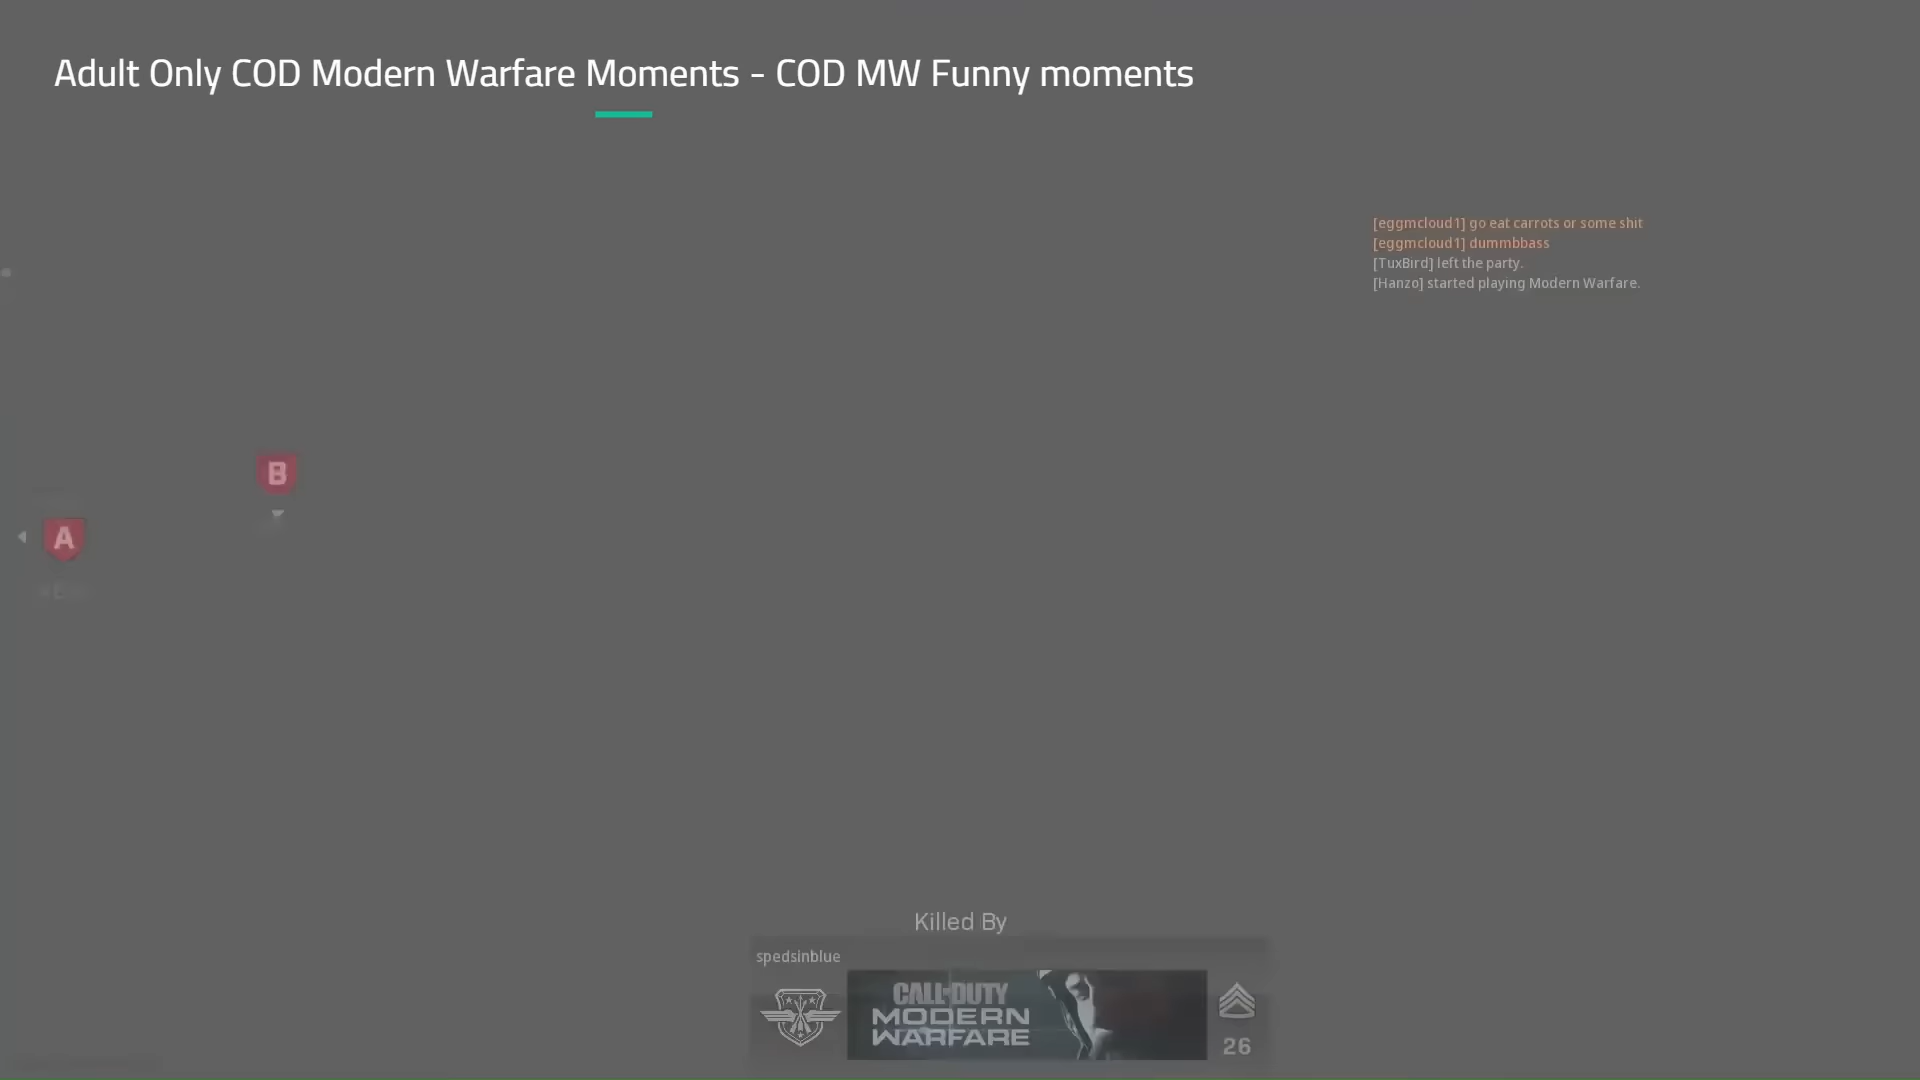 Adult Only COD Modern Warfare Moments - COD MW Funny moments
[eggmcloud1] go eat carrots or some shit
[eggmcloud1] dummbbass
[TuxBird] left the party.
[Hanzo] started playing Modern Warfare.
B
A
Killed By
spedsinblue
CALL OF DUTY
MODERN
WARFARE
26